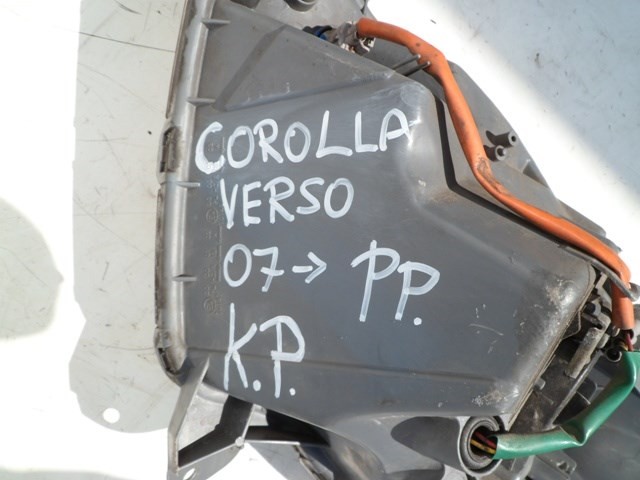 COROLLA
VERSO
07→ PP.
K.P.